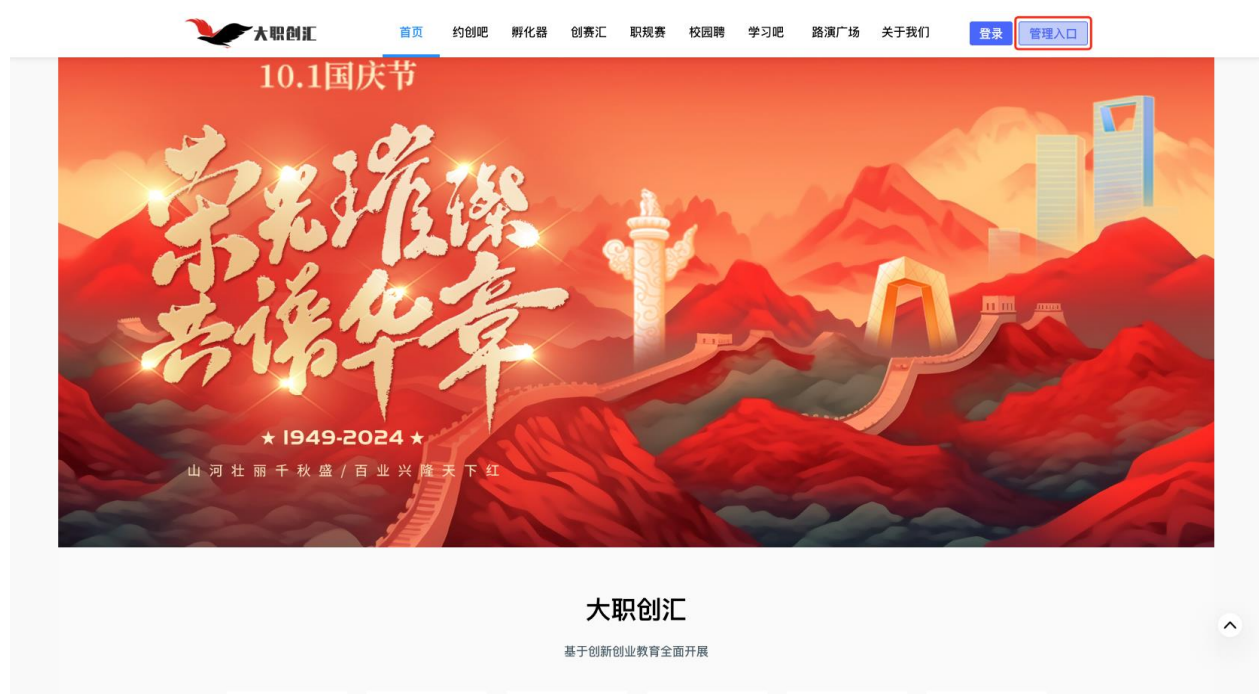 大职创汇 首页 约创吧 孵化器 创赛汇 职规赛 校园聘 学习吧 路演广场 关于我们 登录 管理入口
10.1国庆节
荣光璀璨
共谱华章
★ 1949-2024 ★
山河壮丽千秋盛/百业兴隆天下红
大职创汇
基于创新创业教育全面开展